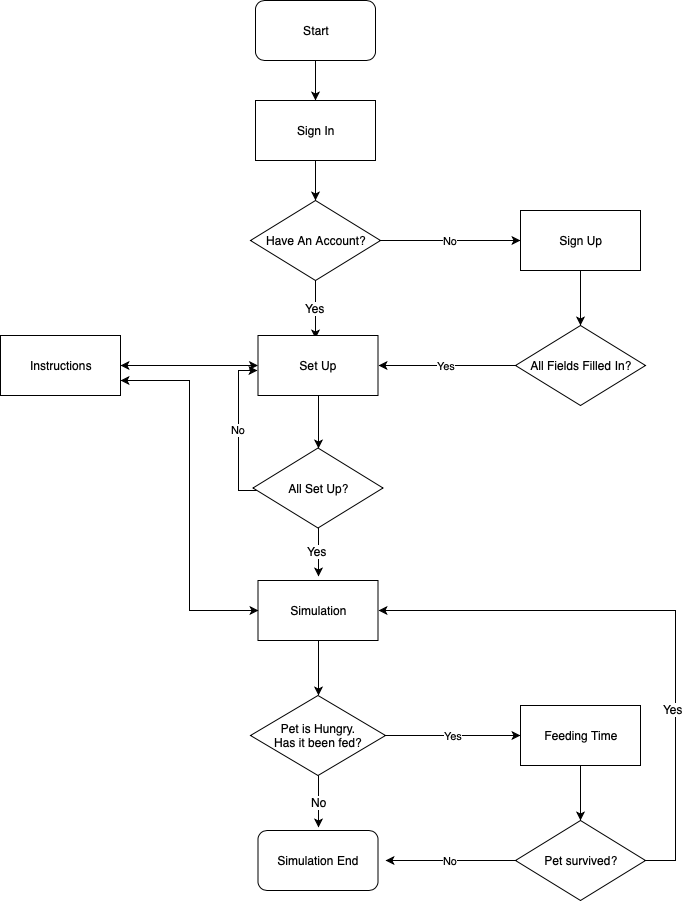 Start
Sign In
Have An Account?
No
Sign Up
Yes
Instructions
Set Up
Yes
All Fields Filled In?
No
All Set Up?
Yes
Simulation
Pet is Hungry.
Has it been fed?
Yes
Feeding Time
Yes
No
Simulation End
No
Pet survived?